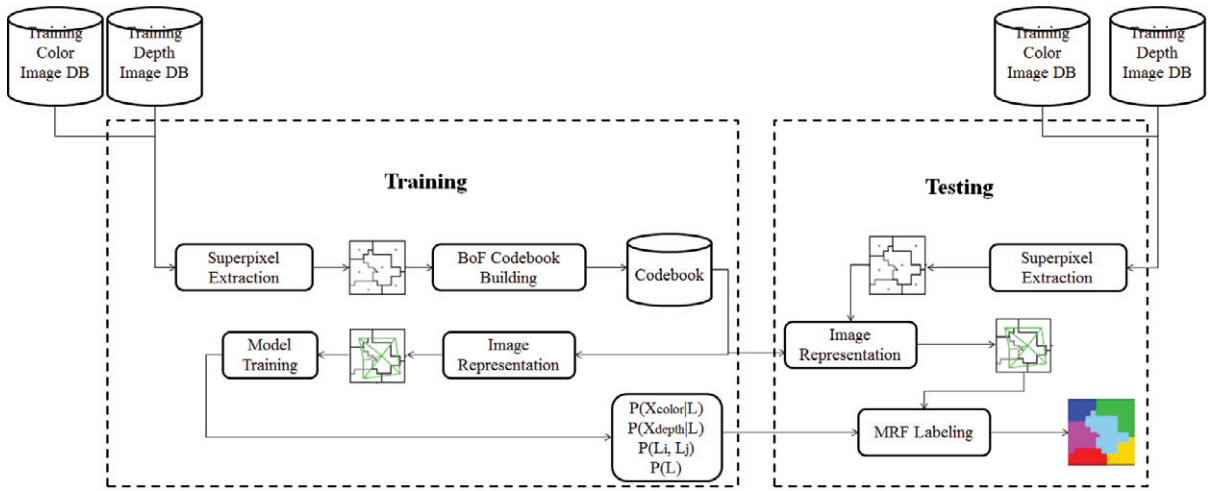 Training
Color
Image DB
Training
Depth
Image DB
Training
Color
Image DB
Training
Depth
Image DB
Training
Testing
Superpixel
Extraction
BoF Codebook
Building
Codebook
Superpixel
Extraction
Model
Training
Image
Representation
Image
Representation
P(Xcolor|L)
P(Xdepth|L)
P(Li, Lj)
P(L)
MRF Labeling